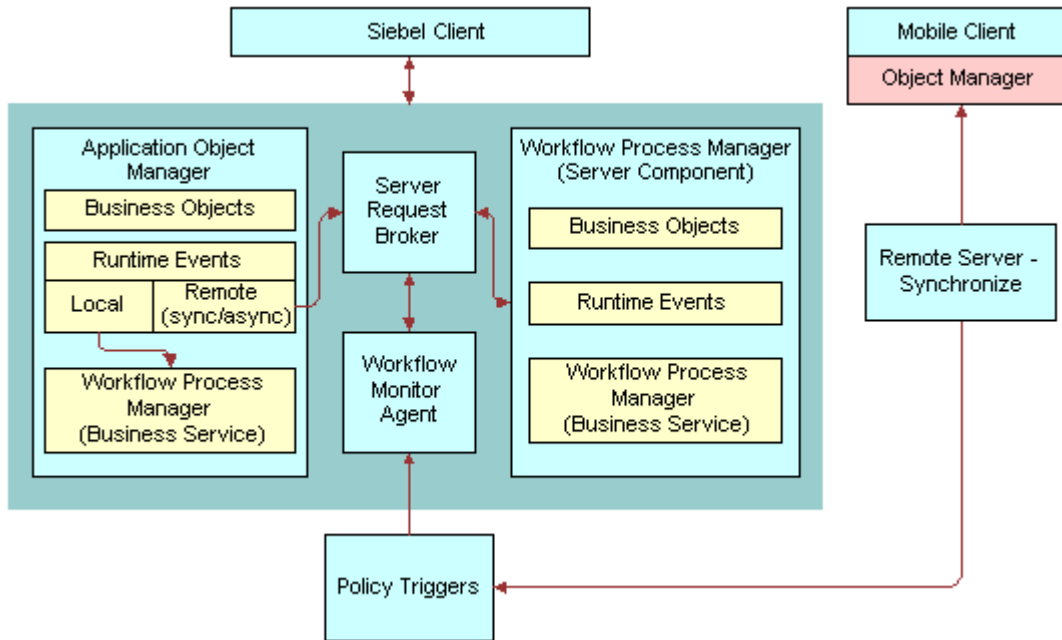 Siebel Client
Mobile Client
Object Manager
Application Object
Manager
Business Objects
Runtime Events
Local
Remote
(sync/async)
Workflow Process
Manager
(Business Service)
Server
Request
Broker
Workflow
Monitor
Agent
Workflow Process Manager
(Server Component)
Business Objects
Runtime Events
Workflow Process
Manager
(Business Service)
Remote Server -
Synchronize
Policy Triggers